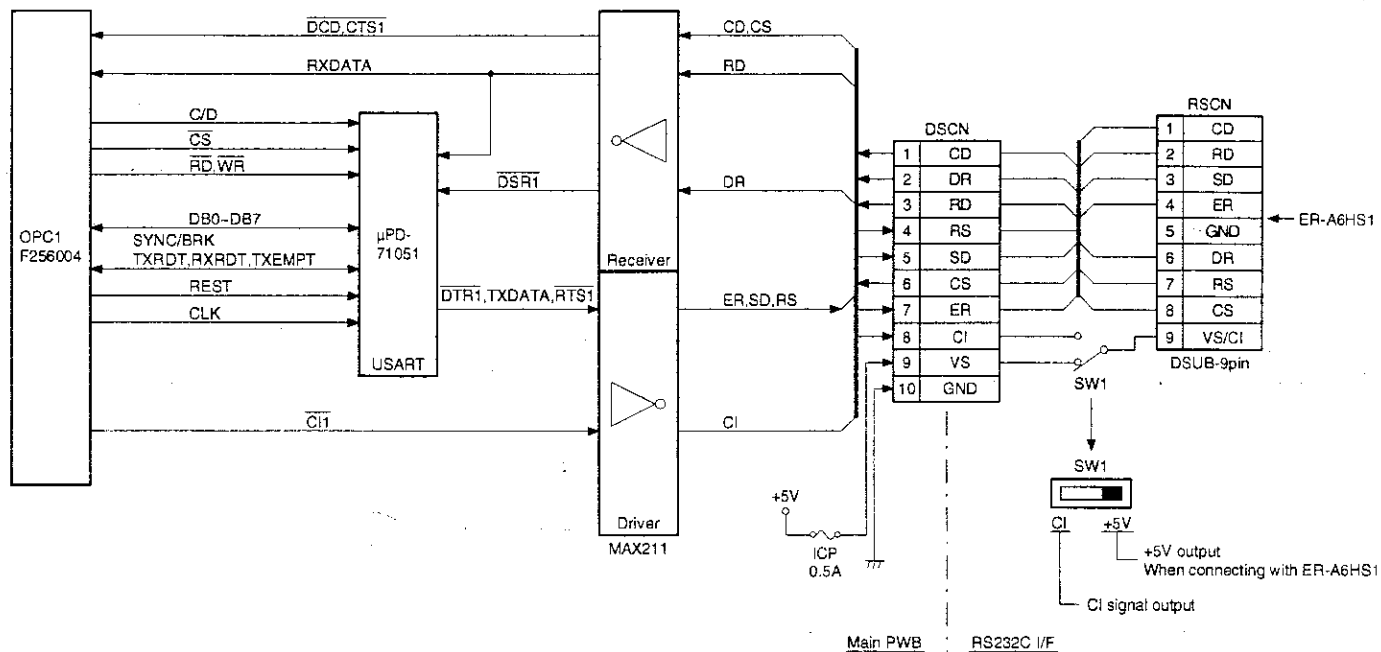 DCD,CTS1
CD,CS
RXDATA
RD
C/D
CS
RD,WR
DSR1
DR
DB0~DB7
SYNC/BRK
TXRDT,RXRDT,TXEMPT
REST
CLK
OPC1
F256004
μPD-
71051
USART
DTR1,TXDATA,RTS1
ER,SD,RS
CI1
CI
Receiver
Driver
MAX211
DSCN
1 CD
2 DR
3 RD
4 RS
5 SD
6 CS
7 ER
8 CI
9 VS
10 GND
RSCN
1 CD
2 RD
3 SD
4 ER
5 GND
6 DR
7 RS
8 CS
9 VS/CI
DSUB-9pin
ER-A6HS1
SW1
SW1
CI +5V
+5V output
When connecting with ER-A6HS1
CI signal output
+5V
ICP
0.5A
Main PWB
RS232C I/F